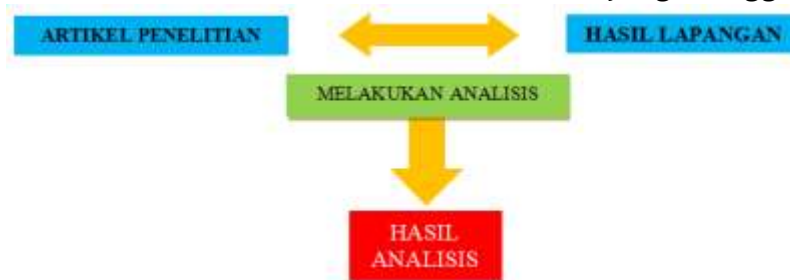 ARTIKEL PENELITIAN
HASIL LAPANGAN
MELAKUKAN ANALISIS
HASIL
ANALISIS